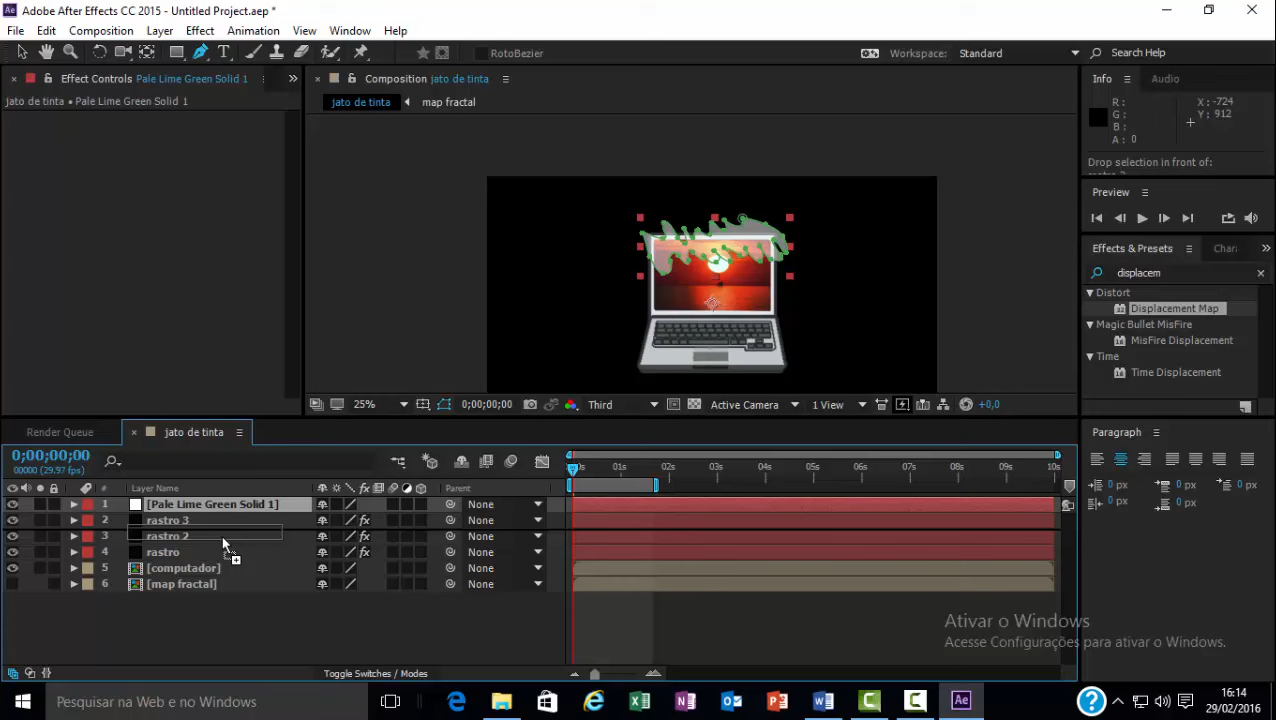 Adobe After Effects CC 2015 - Untitled Project.aep *
File Edit Composition Layer Effect Animation View Window Help
RotoBezier
Workspace: Standard
Search Help
Effect Controls Pale Lime Green Solid 1
Composition jato de tinta
Info Audio
jato de tinta • Pale Lime Green Solid 1
jato de tinta map fractal
R : X : -724
G : Y : 912
B :
A : 0
Drop selection in front of:
Preview
Effects & Presets
displacem
Distort
Displacement Map
Magic Bullet MisFire
MisFire Displacement
Time
Time Displacement
25% 0;00;00;00 Third Active Camera 1 View +0,0
Render Queue jato de tinta
Paragraph
0;00;00;00
00000 (29.97 fps)
01s 02s 03s 04s 05s 06s 07s 08s 09s 10s
# Layer Name fx Parent
1 [Pale Lime Green Solid 1] None
2 rastro 3 fx None
3 rastro 2 fx None
4 rastro fx None
5 [computador] None
6 [map fractal] None
0 px 0 px 0 px
0 px 0 px
Ativar o Windows
Acesse Configurações para ativar o Windows.
Toggle Switches / Modes
Pesquisar na Web e no Windows
Ae
16:14
29/02/2016